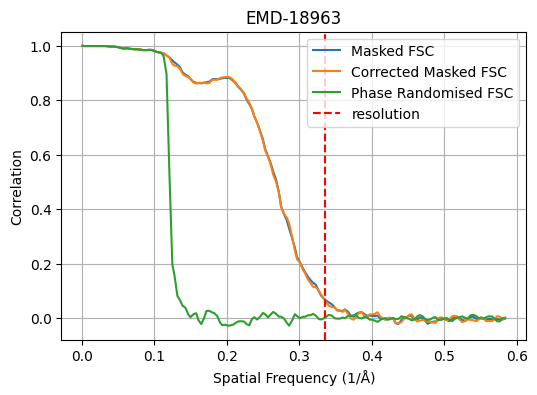 EMD-18963
Masked FSC
Corrected Masked FSC
Phase Randomised FSC
resolution
Correlation
1.0
0.8
0.6
0.4
0.2
0.0
0.0 0.1 0.2 0.3 0.4 0.5 0.6
Spatial Frequency (1/Å)